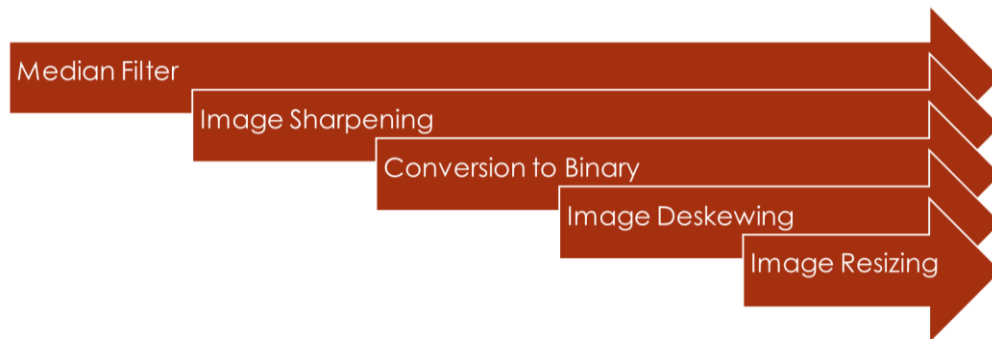 Median Filter
Image Sharpening
Conversion to Binary
Image Deskewing
Image Resizing